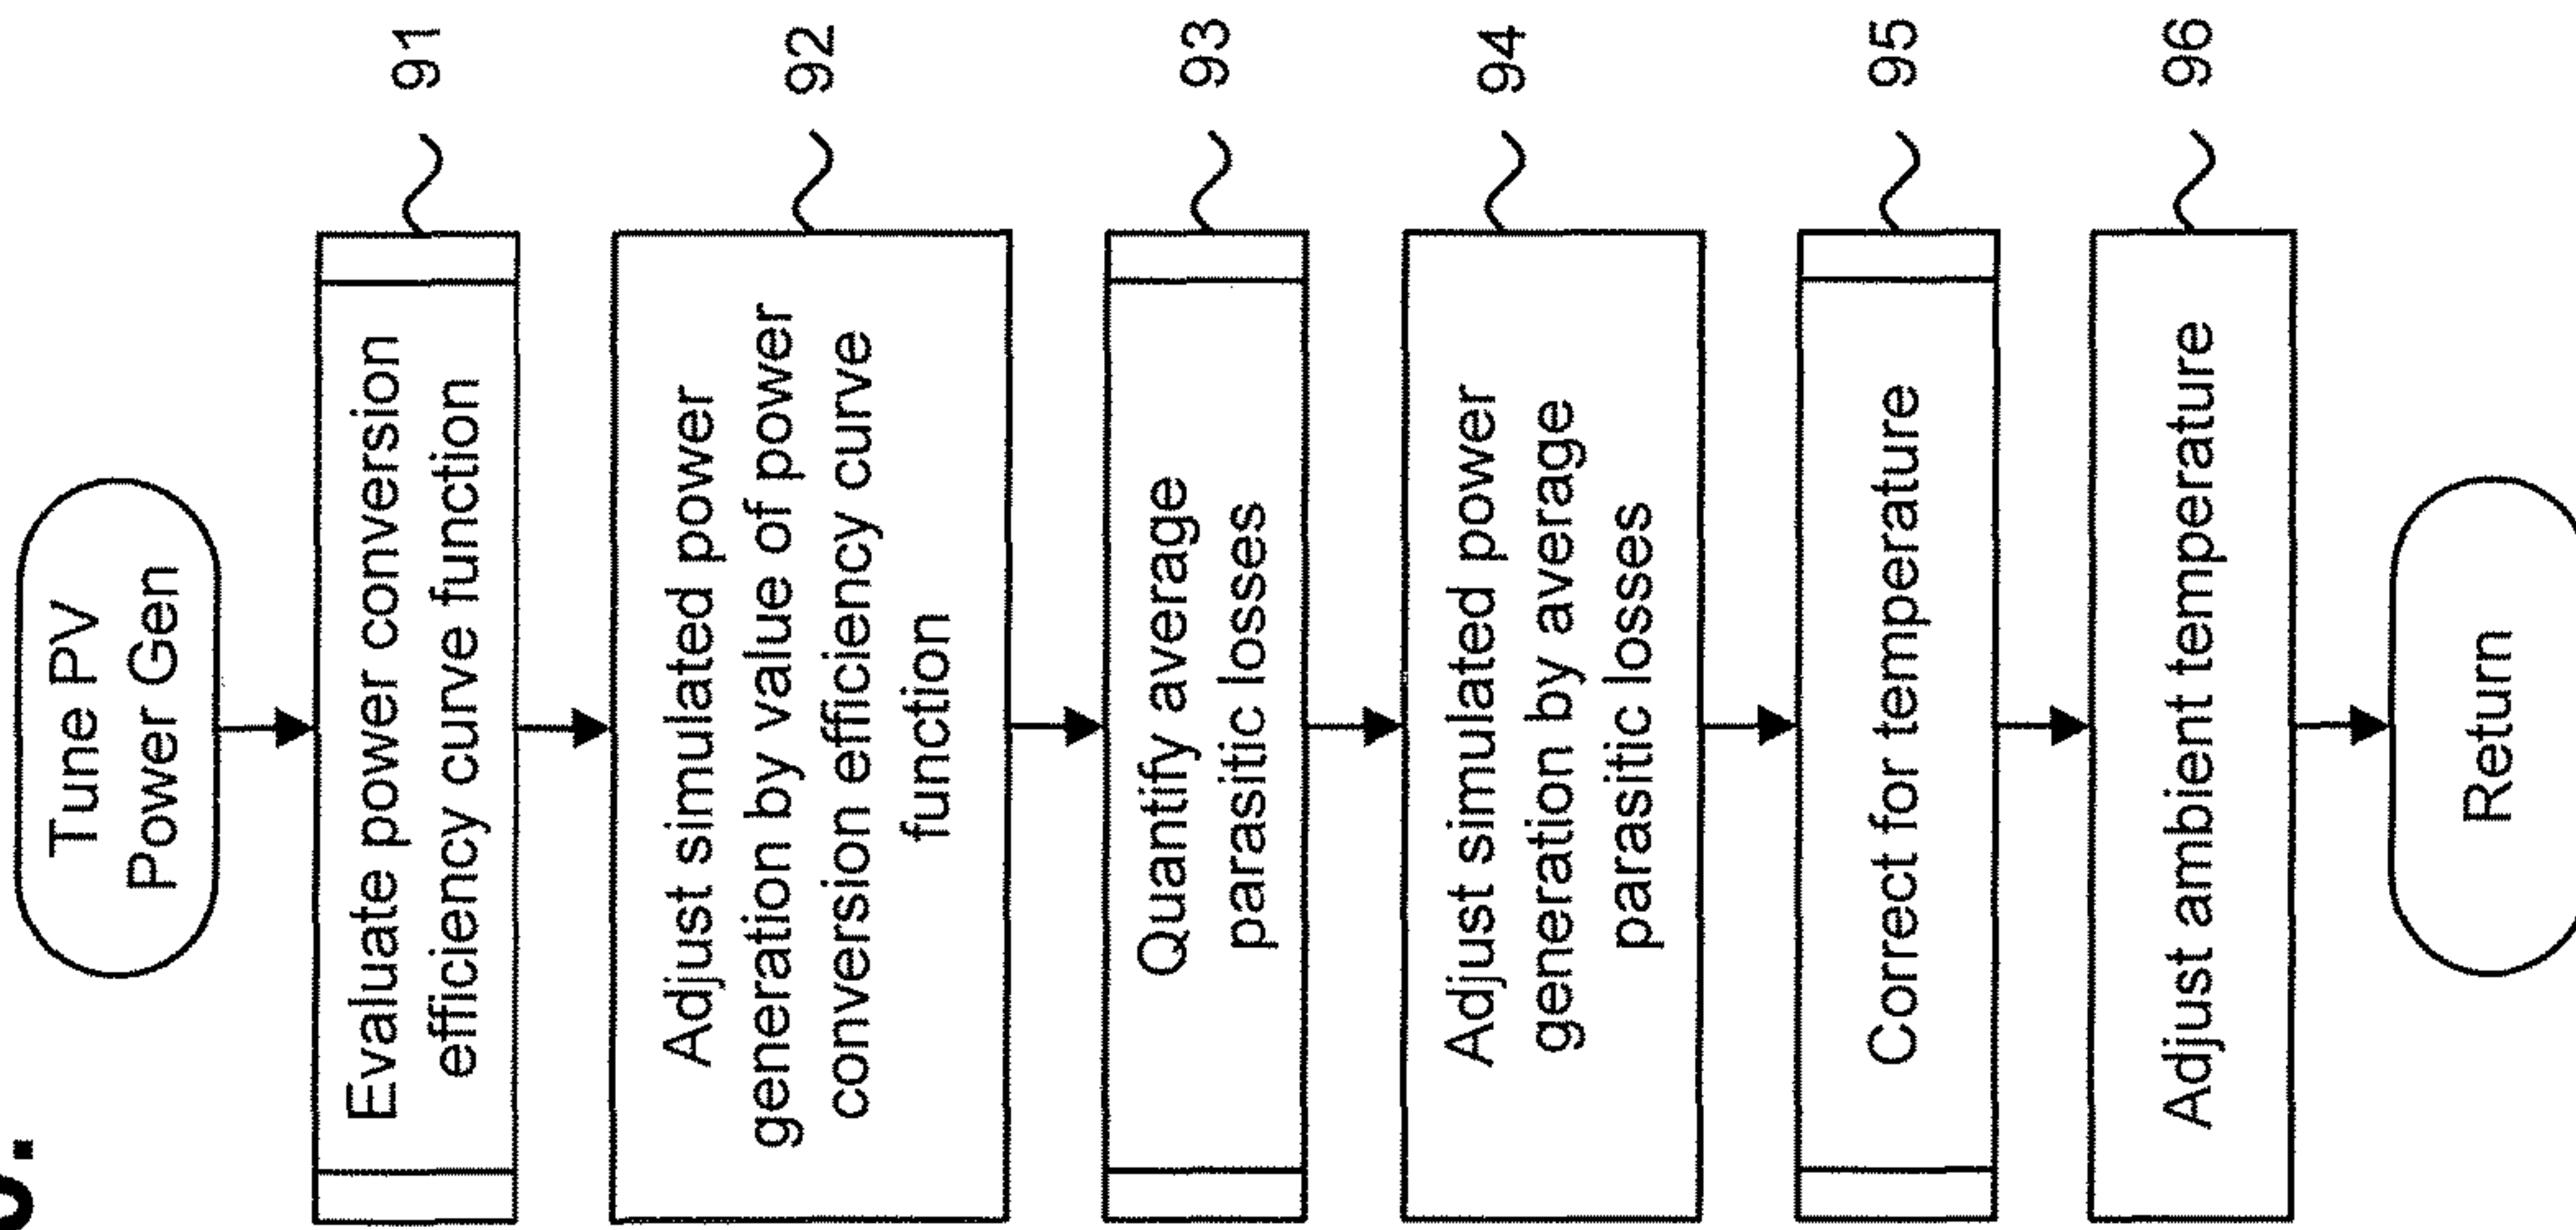 Tune PV
Power Gen
Evaluate power conversion
efficiency curve function
91
Adjust simulated power
generation by value of power
conversion efficiency curve
function
92
Quantify average
parasitic losses
93
Adjust simulated power
generation by average
parasitic losses
94
Correct for temperature
95
Adjust ambient temperature
96
Return